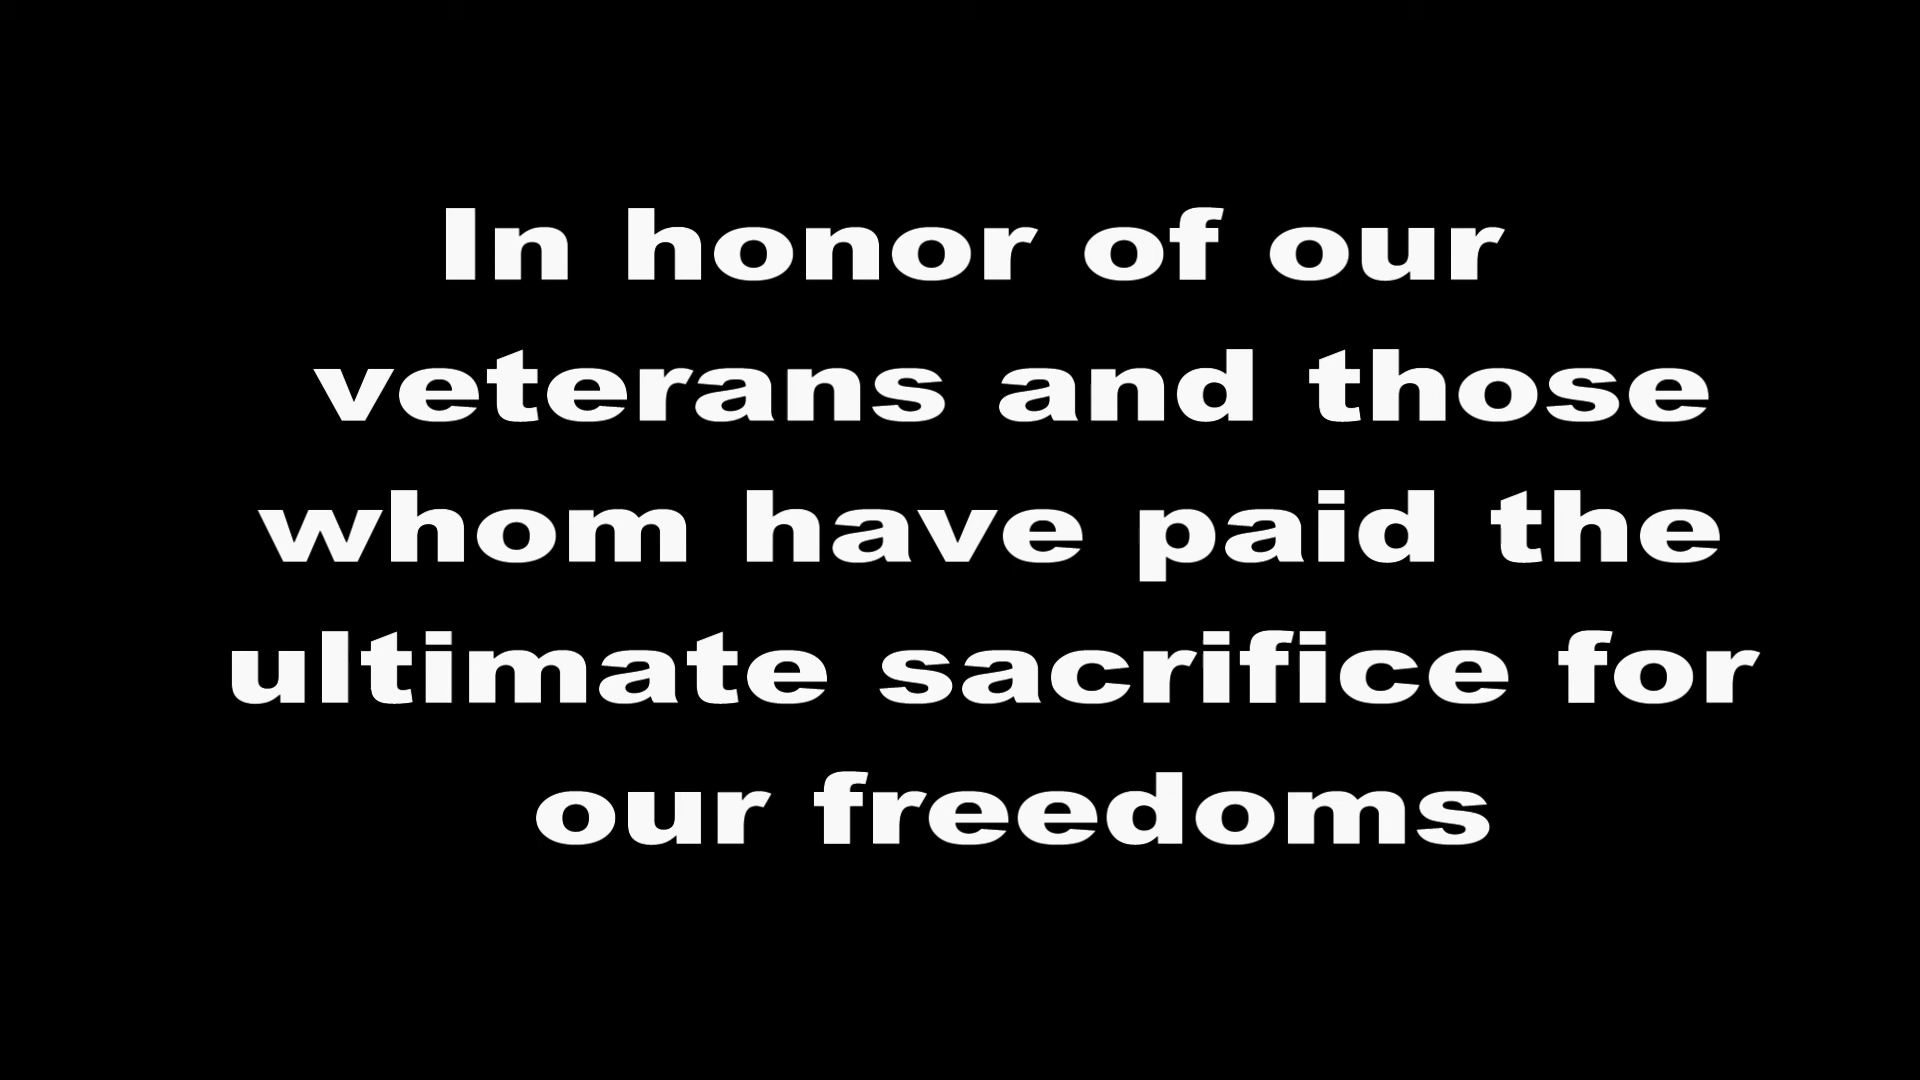 In honor of our
veterans and those
whom have paid the
ultimate sacrifice for
our freedoms